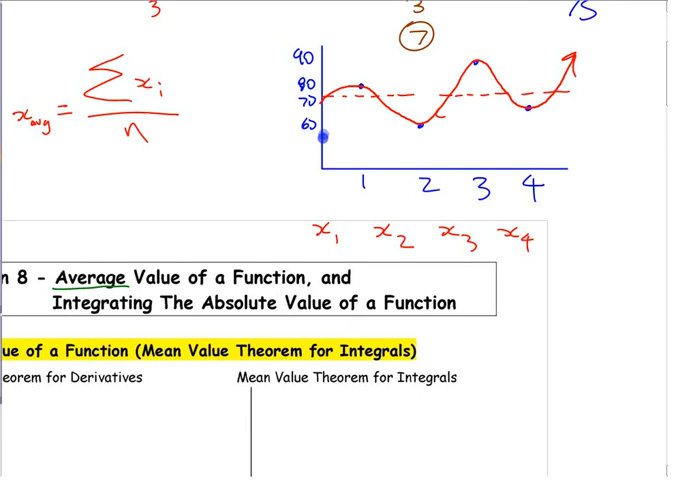 3
3
15
7
x_avg = Σ x_i / n
90
80
70
60
1 2 3 4
x_1 x_2 x_3 x_4
n 8 - Average Value of a Function, and
Integrating The Absolute Value of a Function
ue of a Function (Mean Value Theorem for Integrals)
eorem for Derivatives Mean Value Theorem for Integrals